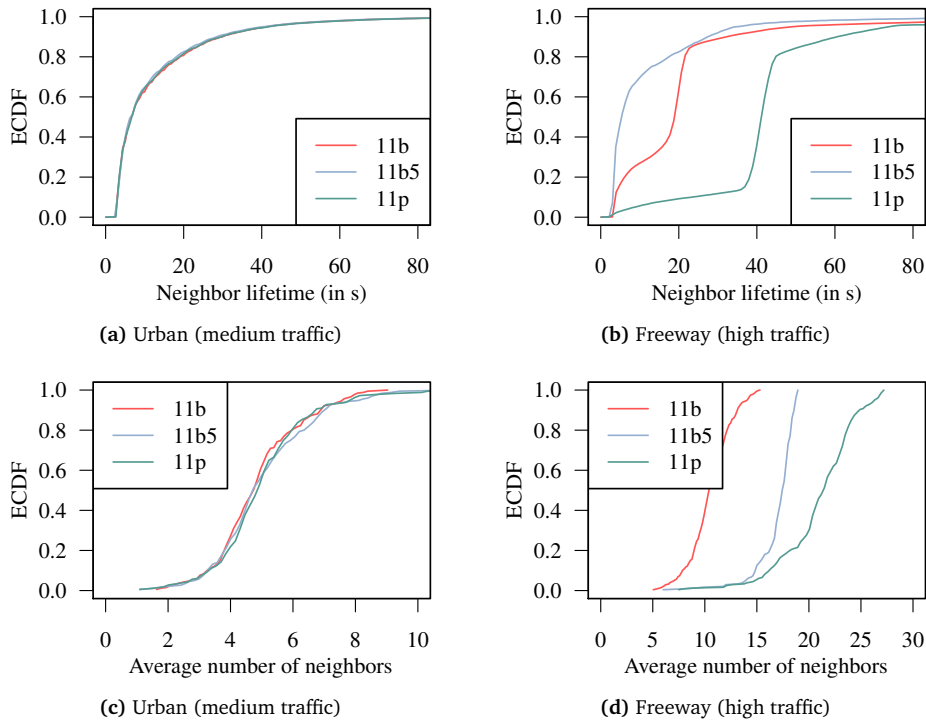 1.0
0.8
0.6
0.4
0.2
0.0
ECDF
11b
11b5
11p
0 20 40 60 80
Neighbor lifetime (in s)
(a) Urban (medium traffic)
1.0
0.8
0.6
0.4
0.2
0.0
ECDF
11b
11b5
11p
0 20 40 60 80
Neighbor lifetime (in s)
(b) Freeway (high traffic)
1.0
0.8
0.6
0.4
0.2
0.0
ECDF
11b
11b5
11p
0 2 4 6 8 10
Average number of neighbors
(c) Urban (medium traffic)
1.0
0.8
0.6
0.4
0.2
0.0
ECDF
11b
11b5
11p
0 5 10 15 20 25 30
Average number of neighbors
(d) Freeway (high traffic)